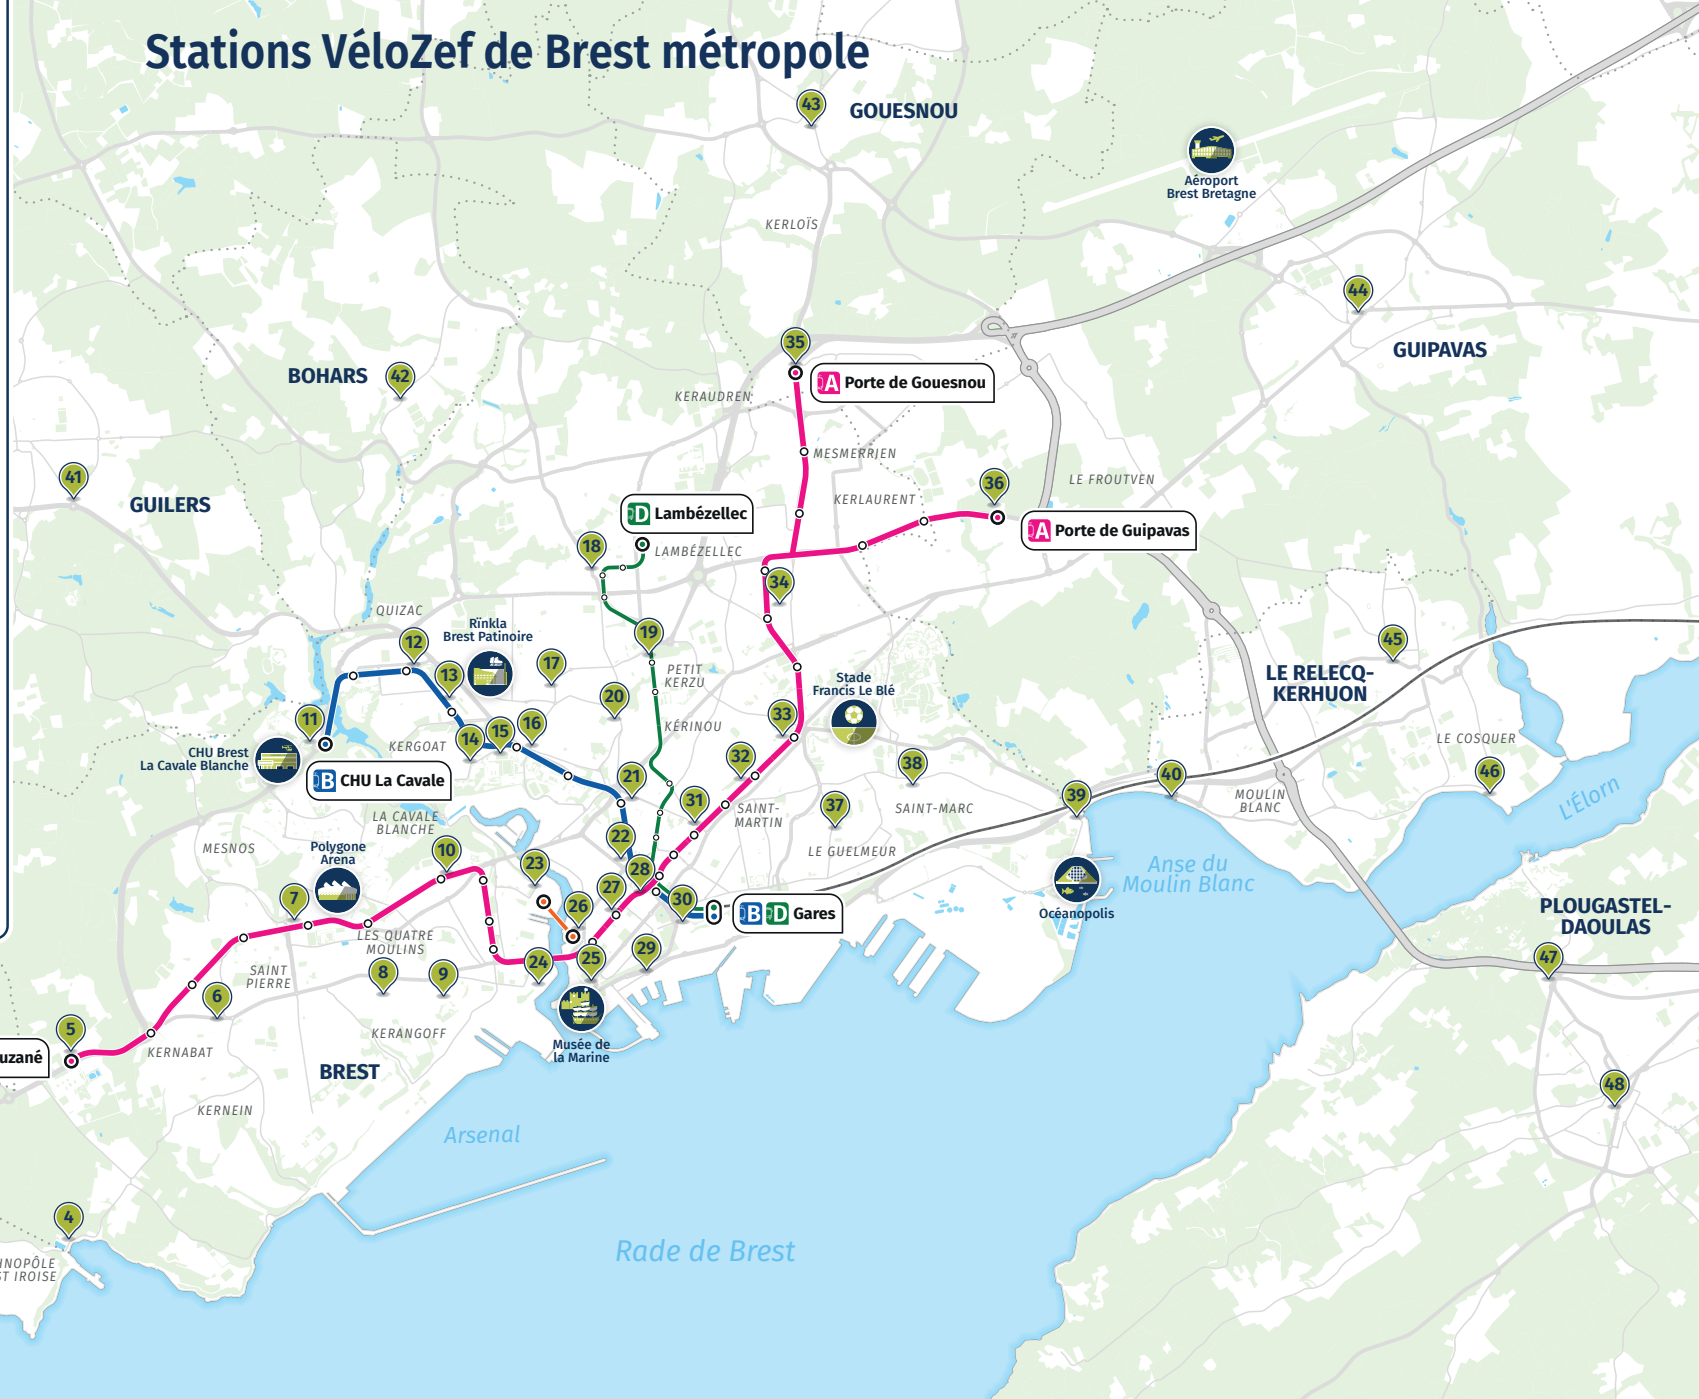 Stations VéloZef de Brest métropole
43
GOUESNOU
Aéroport
Brest Bretagne
KERLOÏS
44
GUIPAVAS
35
A Porte de Gouesnou
BOHARS
42
KERAUDREN
MESMERRIEN
41
GUILERS
36
LE FROUTVEN
KERLAURENT
D Lambézellec
A Porte de Guipavas
18
LAMBÉZELLEC
34
QUIZAC
Rïnkla
Brest Patinoire
12
19
45
13
17
PETIT
KERZU
Stade
Francis Le Blé
LE RELECQ-
KERHUON
20
11
33
16
15
14
KÉRINOU
KERGOAT
LE COSQUER
CHU Brest
La Cavale Blanche
B CHU La Cavale
32
38
21
40
46
39
31
37
SAINT-
MARTIN
SAINT-MARC
MOULIN
BLANC
L'Élorn
LA CAVALE
BLANCHE
22
MESNOS
Polygone
Arena
10
LE GUELMEUR
23
28
Anse du
Moulin Blanc
7
27
30
26
B D Gares
Océanopolis
PLOUGASTEL-
DAOULAS
LES QUATRE
MOULINS
29
47
SAINT
PIERRE
8
9
24
25
6
5
KERANGOFF
Musée de
la Marine
uzané
KERNABAT
BREST
48
KERNEIN
Arsenal
4
Rade de Brest
HNOPÔLE
ST IROISE